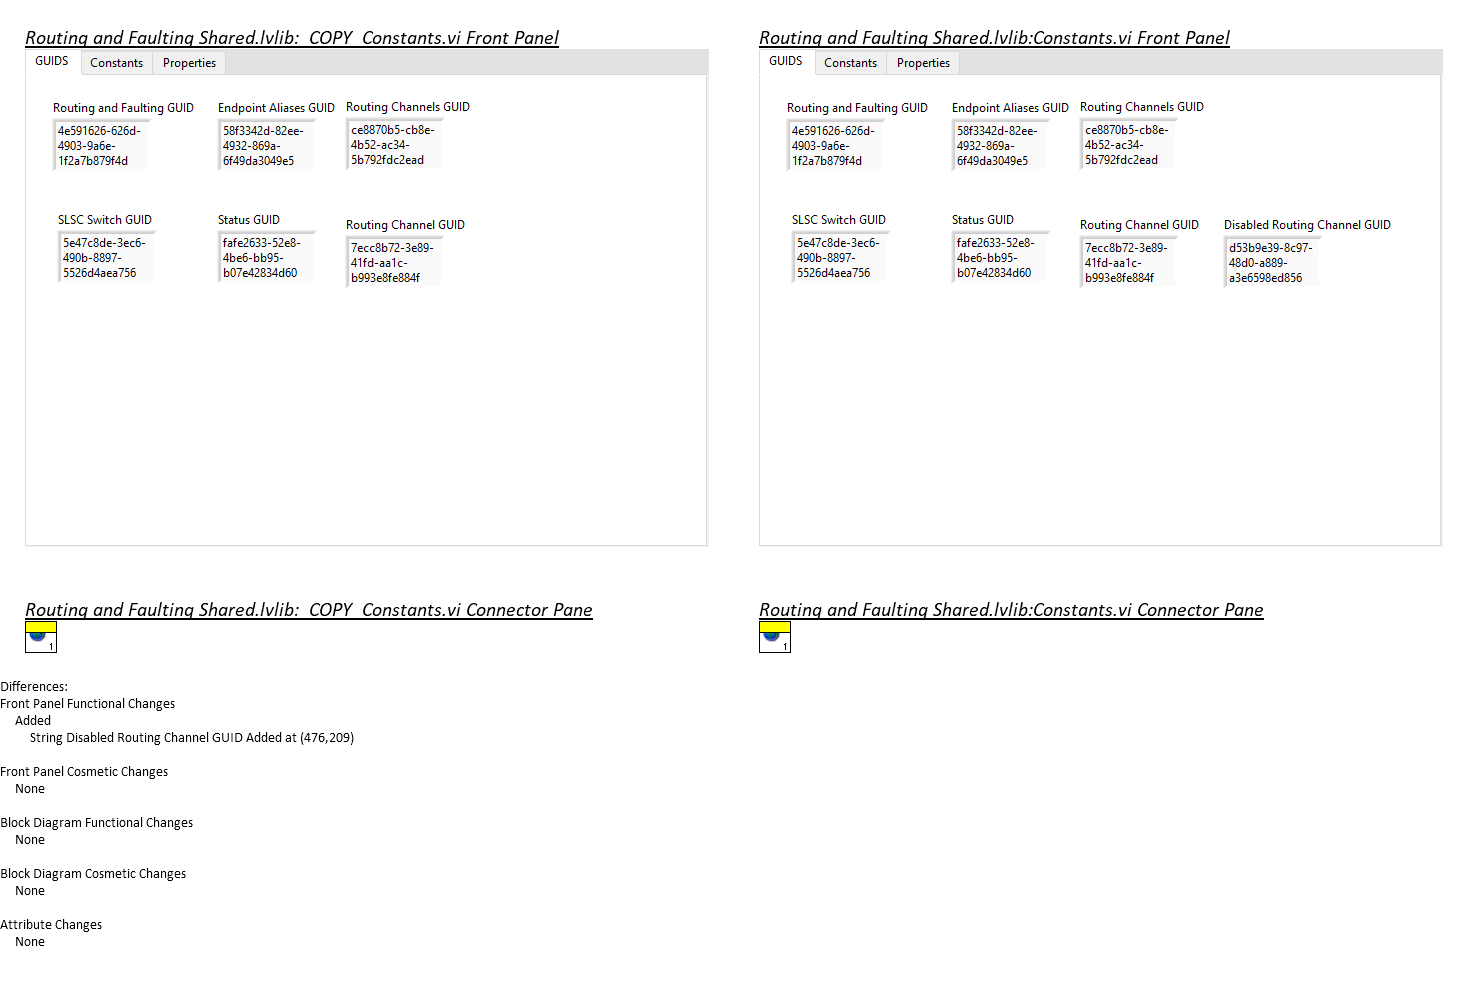 Routing and Faulting Shared.lvlib:_COPY_Constants.vi Front Panel
GUIDS Constants Properties
Routing and Faulting GUID Endpoint Aliases GUID Routing Channels GUID
4e591626-626d- 58f3342d-82ee- ce8870b5-cb8e-
4903-9a6e- 4932-869a- 4b52-ac34-
1f2a7b879f4d 6f49da3049e5 5b792fdc2ead
SLSC Switch GUID Status GUID Routing Channel GUID
5e47c8de-3ec6- fafe2633-52e8- 7ecc8b72-3e89-
490b-8897- 4be6-bb95- 41fd-aa1c-
5526d4aea756 b07e42834d60 b993e8fe884f
Routing and Faulting Shared.lvlib:Constants.vi Front Panel
GUIDS Constants Properties
Routing and Faulting GUID Endpoint Aliases GUID Routing Channels GUID
4e591626-626d- 58f3342d-82ee- ce8870b5-cb8e-
4903-9a6e- 4932-869a- 4b52-ac34-
1f2a7b879f4d 6f49da3049e5 5b792fdc2ead
SLSC Switch GUID Status GUID Routing Channel GUID Disabled Routing Channel GUID
5e47c8de-3ec6- fafe2633-52e8- 7ecc8b72-3e89- d53b9e39-8c97-
490b-8897- 4be6-bb95- 41fd-aa1c- 48d0-a889-
5526d4aea756 b07e42834d60 b993e8fe884f a3e6598ed856
Routing and Faulting Shared.lvlib:_COPY_Constants.vi Connector Pane
1
Routing and Faulting Shared.lvlib:Constants.vi Connector Pane
1
Differences:
Front Panel Functional Changes
Added
String Disabled Routing Channel GUID Added at (476,209)
Front Panel Cosmetic Changes
None
Block Diagram Functional Changes
None
Block Diagram Cosmetic Changes
None
Attribute Changes
None